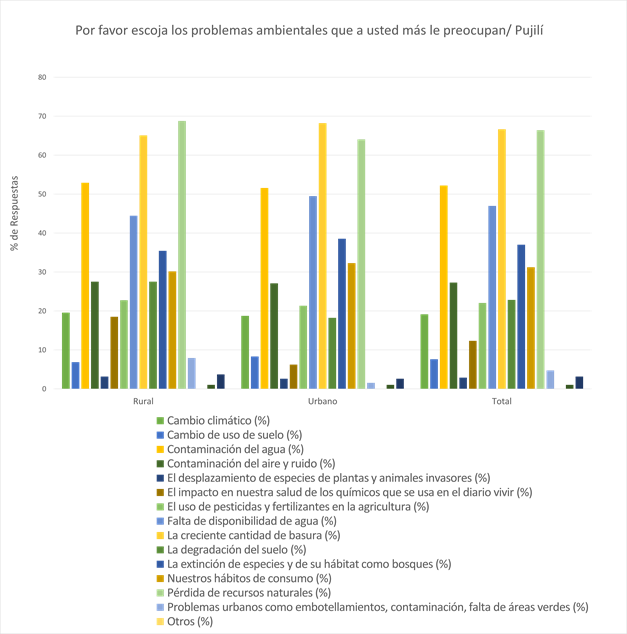 Por favor escoja los problemas ambientales que a usted más le preocupan/ Pujilí
80
70
60
50
40
30
20
10
0
% de Respuestas
Rural
Urbano
Total
Cambio climático (%)
Cambio de uso de suelo (%)
Contaminación del agua (%)
Contaminación del aire y ruido (%)
El desplazamiento de especies de plantas y animales invasores (%)
El impacto en nuestra salud de los químicos que se usa en el diario vivir (%)
El uso de pesticidas y fertilizantes en la agricultura (%)
Falta de disponibilidad de agua (%)
La creciente cantidad de basura (%)
La degradación del suelo (%)
La extinción de especies y de su hábitat como bosques (%)
Nuestros hábitos de consumo (%)
Pérdida de recursos naturales (%)
Problemas urbanos como embotellamientos, contaminación, falta de áreas verdes (%)
Otros (%)